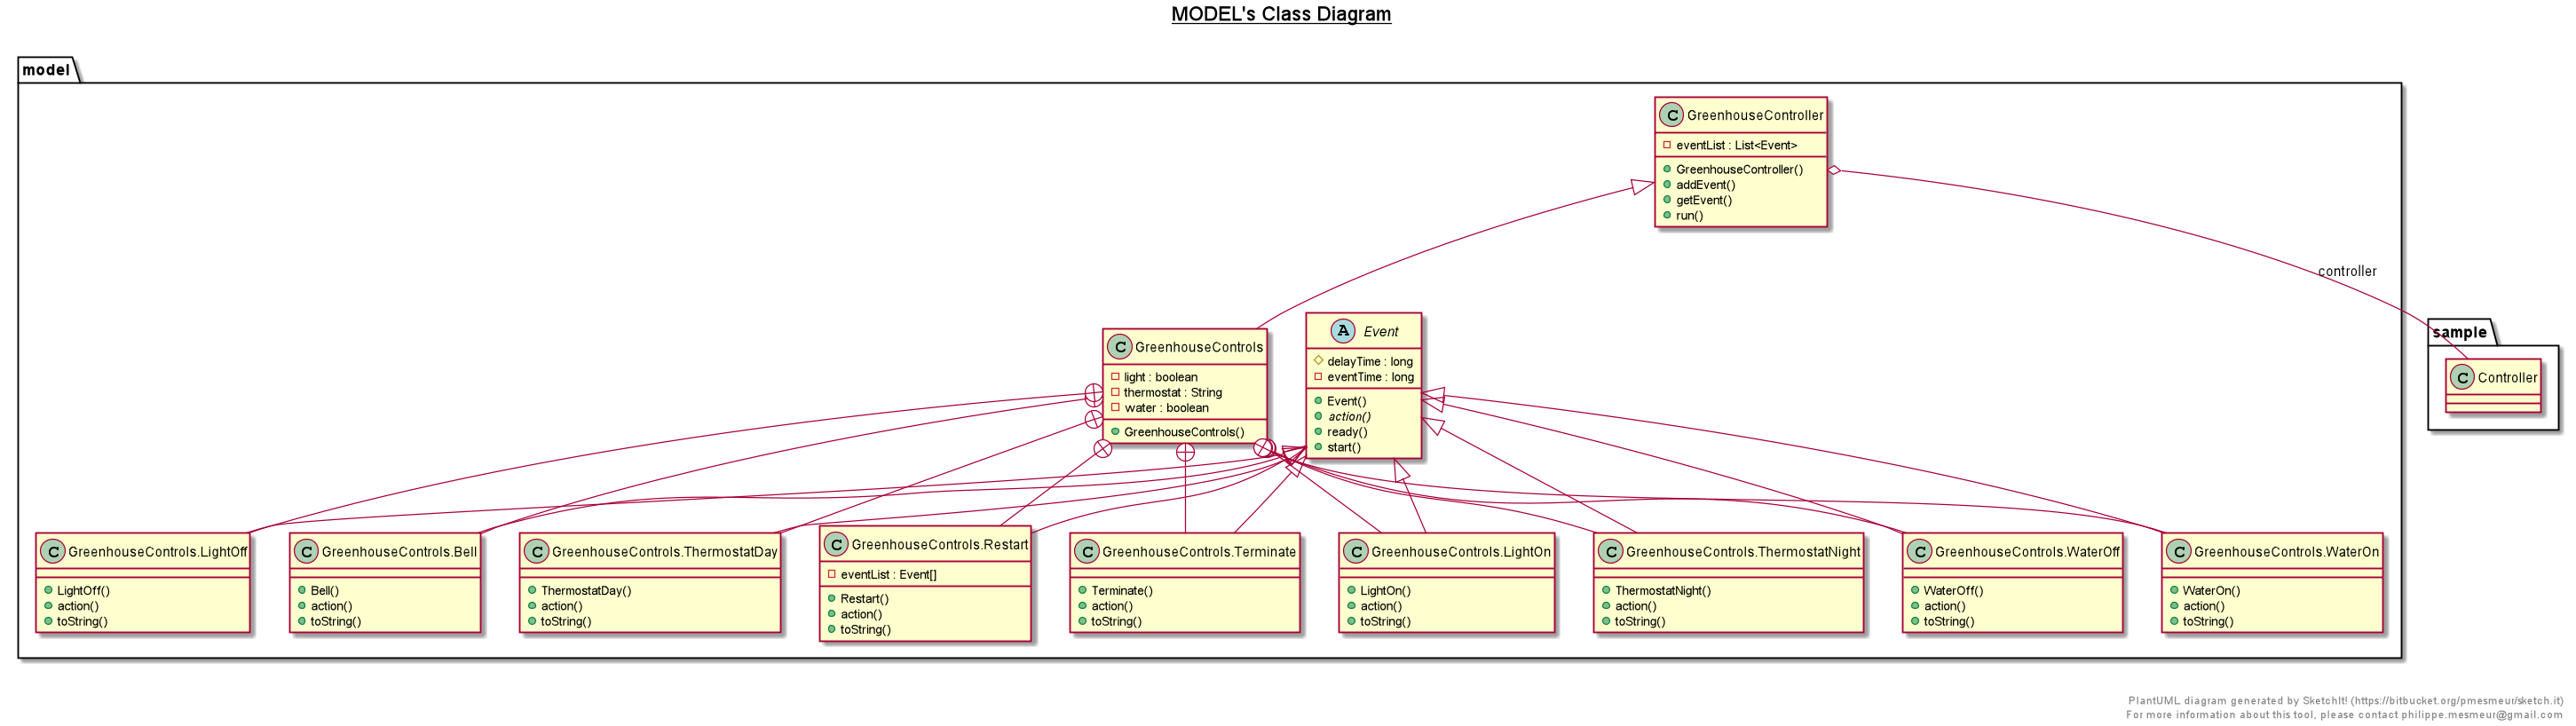 MODEL's Class Diagram
model
C GreenhouseController
eventList : List<Event>
GreenhouseController()
addEvent()
getEvent()
run()
controller
sample
C Controller
C GreenhouseControls
light : boolean
thermostat : String
water : boolean
GreenhouseControls()
A Event
delayTime : long
eventTime : long
Event()
action()
ready()
start()
C GreenhouseControls.LightOff
LightOff()
action()
toString()
C GreenhouseControls.Bell
Bell()
action()
toString()
C GreenhouseControls.ThermostatDay
ThermostatDay()
action()
toString()
C GreenhouseControls.Restart
eventList : Event[]
Restart()
action()
toString()
C GreenhouseControls.Terminate
Terminate()
action()
toString()
C GreenhouseControls.LightOn
LightOn()
action()
toString()
C GreenhouseControls.ThermostatNight
ThermostatNight()
action()
toString()
C GreenhouseControls.WaterOff
WaterOff()
action()
toString()
C GreenhouseControls.WaterOn
WaterOn()
action()
toString()
PlantUML diagram generated by SketchIt! (https://bitbucket.org/pmesmeur/sketch.it)
For more information about this tool, please contact philippe.mesmeur@gmail.com